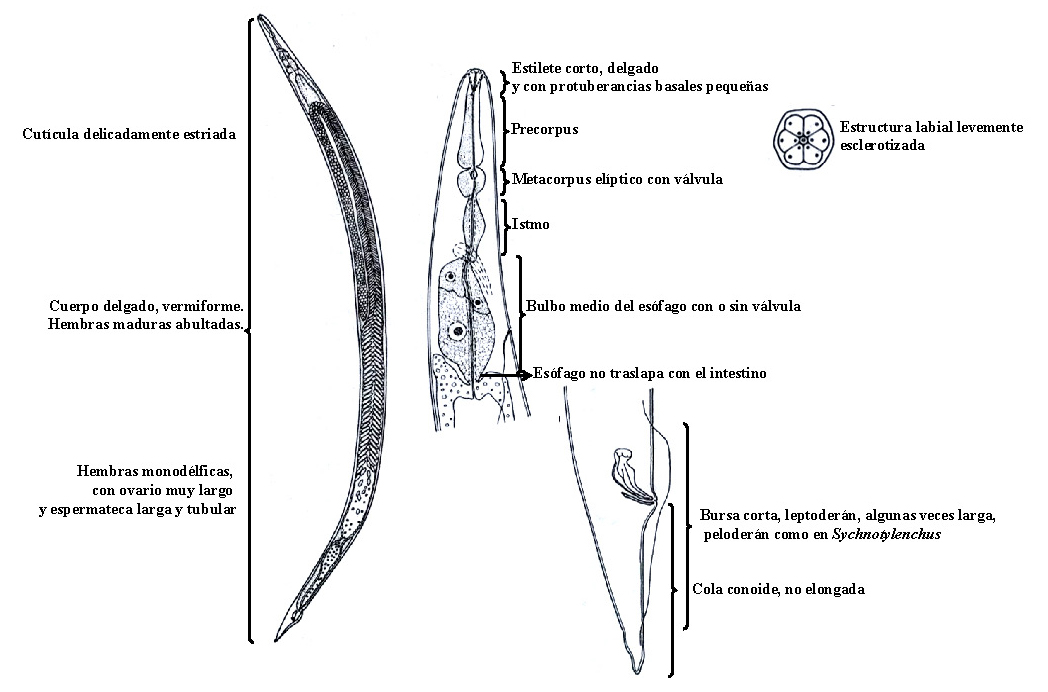 Cutícula delicadamente estriada
Cuerpo delgado, vermiforme.
Hembras maduras abultadas.
Hembras monodélficas,
con ovario muy largo
y espermateca larga y tubular
Estilete corto, delgado
y con protuberancias basales pequeñas
Precorpus
Metacorpus elíptico con válvula
Istmo
Bulbo medio del esófago con o sin válvula
Esófago no traslapa con el intestino
Estructura labial levemente
esclerotizada
Bursa corta, leptoderán, algunas veces larga,
peloderán como en Sychnotylenchus
Cola conoide, no elongada